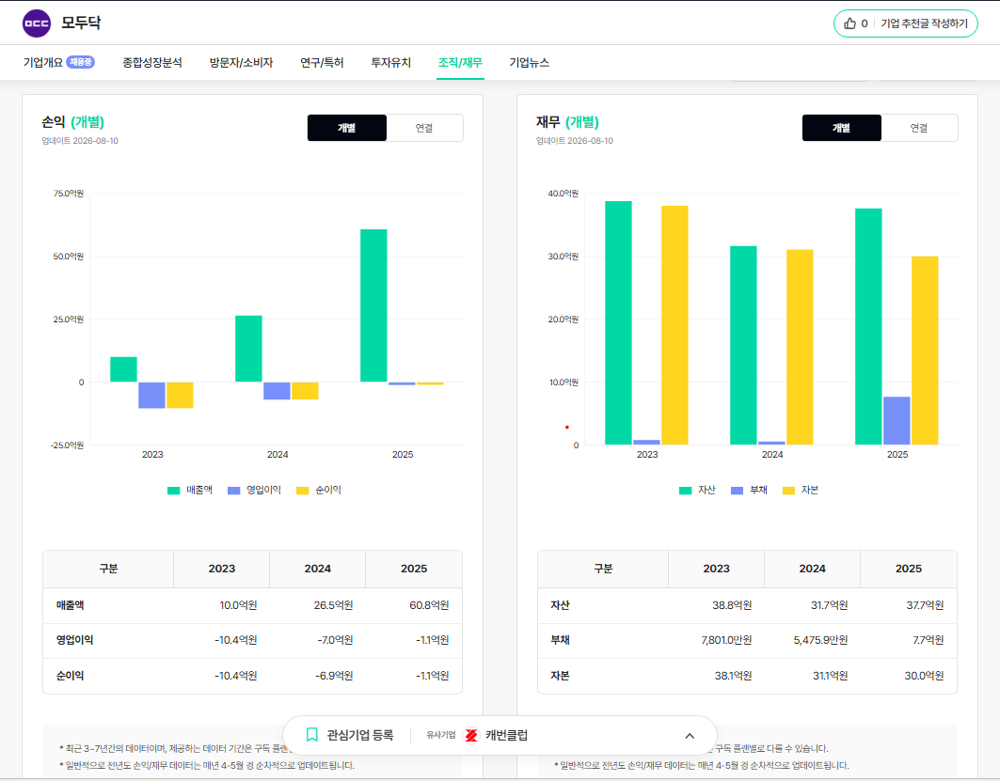 모두닥
0 기업 추천글 작성하기
기업개요 채용중 종합성장분석 방문자/소비자 연구/특허 투자유치 조직/재무 기업뉴스
손익 (개별)
개별 연결
업데이트 2026-08-10
75.0억원
50.0억원
25.0억원
0
-25.0억원
2023 2024 2025
매출액 영업이익 순이익
구분 2023 2024 2025
매출액 10.0억원 26.5억원 60.8억원
영업이익 -10.4억원 -7.0억원 -1.1억원
순이익 -10.4억원 -6.9억원 -1.1억원
* 최근 3~7년간의 데이터이며, 제공하는 데이터 기간은 구독
* 일반적으로 전년도 손익/재무 데이터는 매년 4-5월 경 순차적으로 업데이트됩니다.
재무 (개별)
개별 연결
업데이트 2026-08-10
40.0억원
30.0억원
20.0억원
10.0억원
0
2023 2024 2025
자산 부채 자본
구분 2023 2024 2025
자산 38.8억원 31.7억원 37.7억원
부채 7,801.0만원 5,475.9만원 7.7억원
자본 38.1억원 31.1억원 30.0억원
구독 플랜별로 다를 수 있습니다.
* 일반적으로 전년도 손익/재무 데이터는 매년 4-5월 경 순차적으로 업데이트됩니다.
관심기업 등록 유사기업 캐번클럽